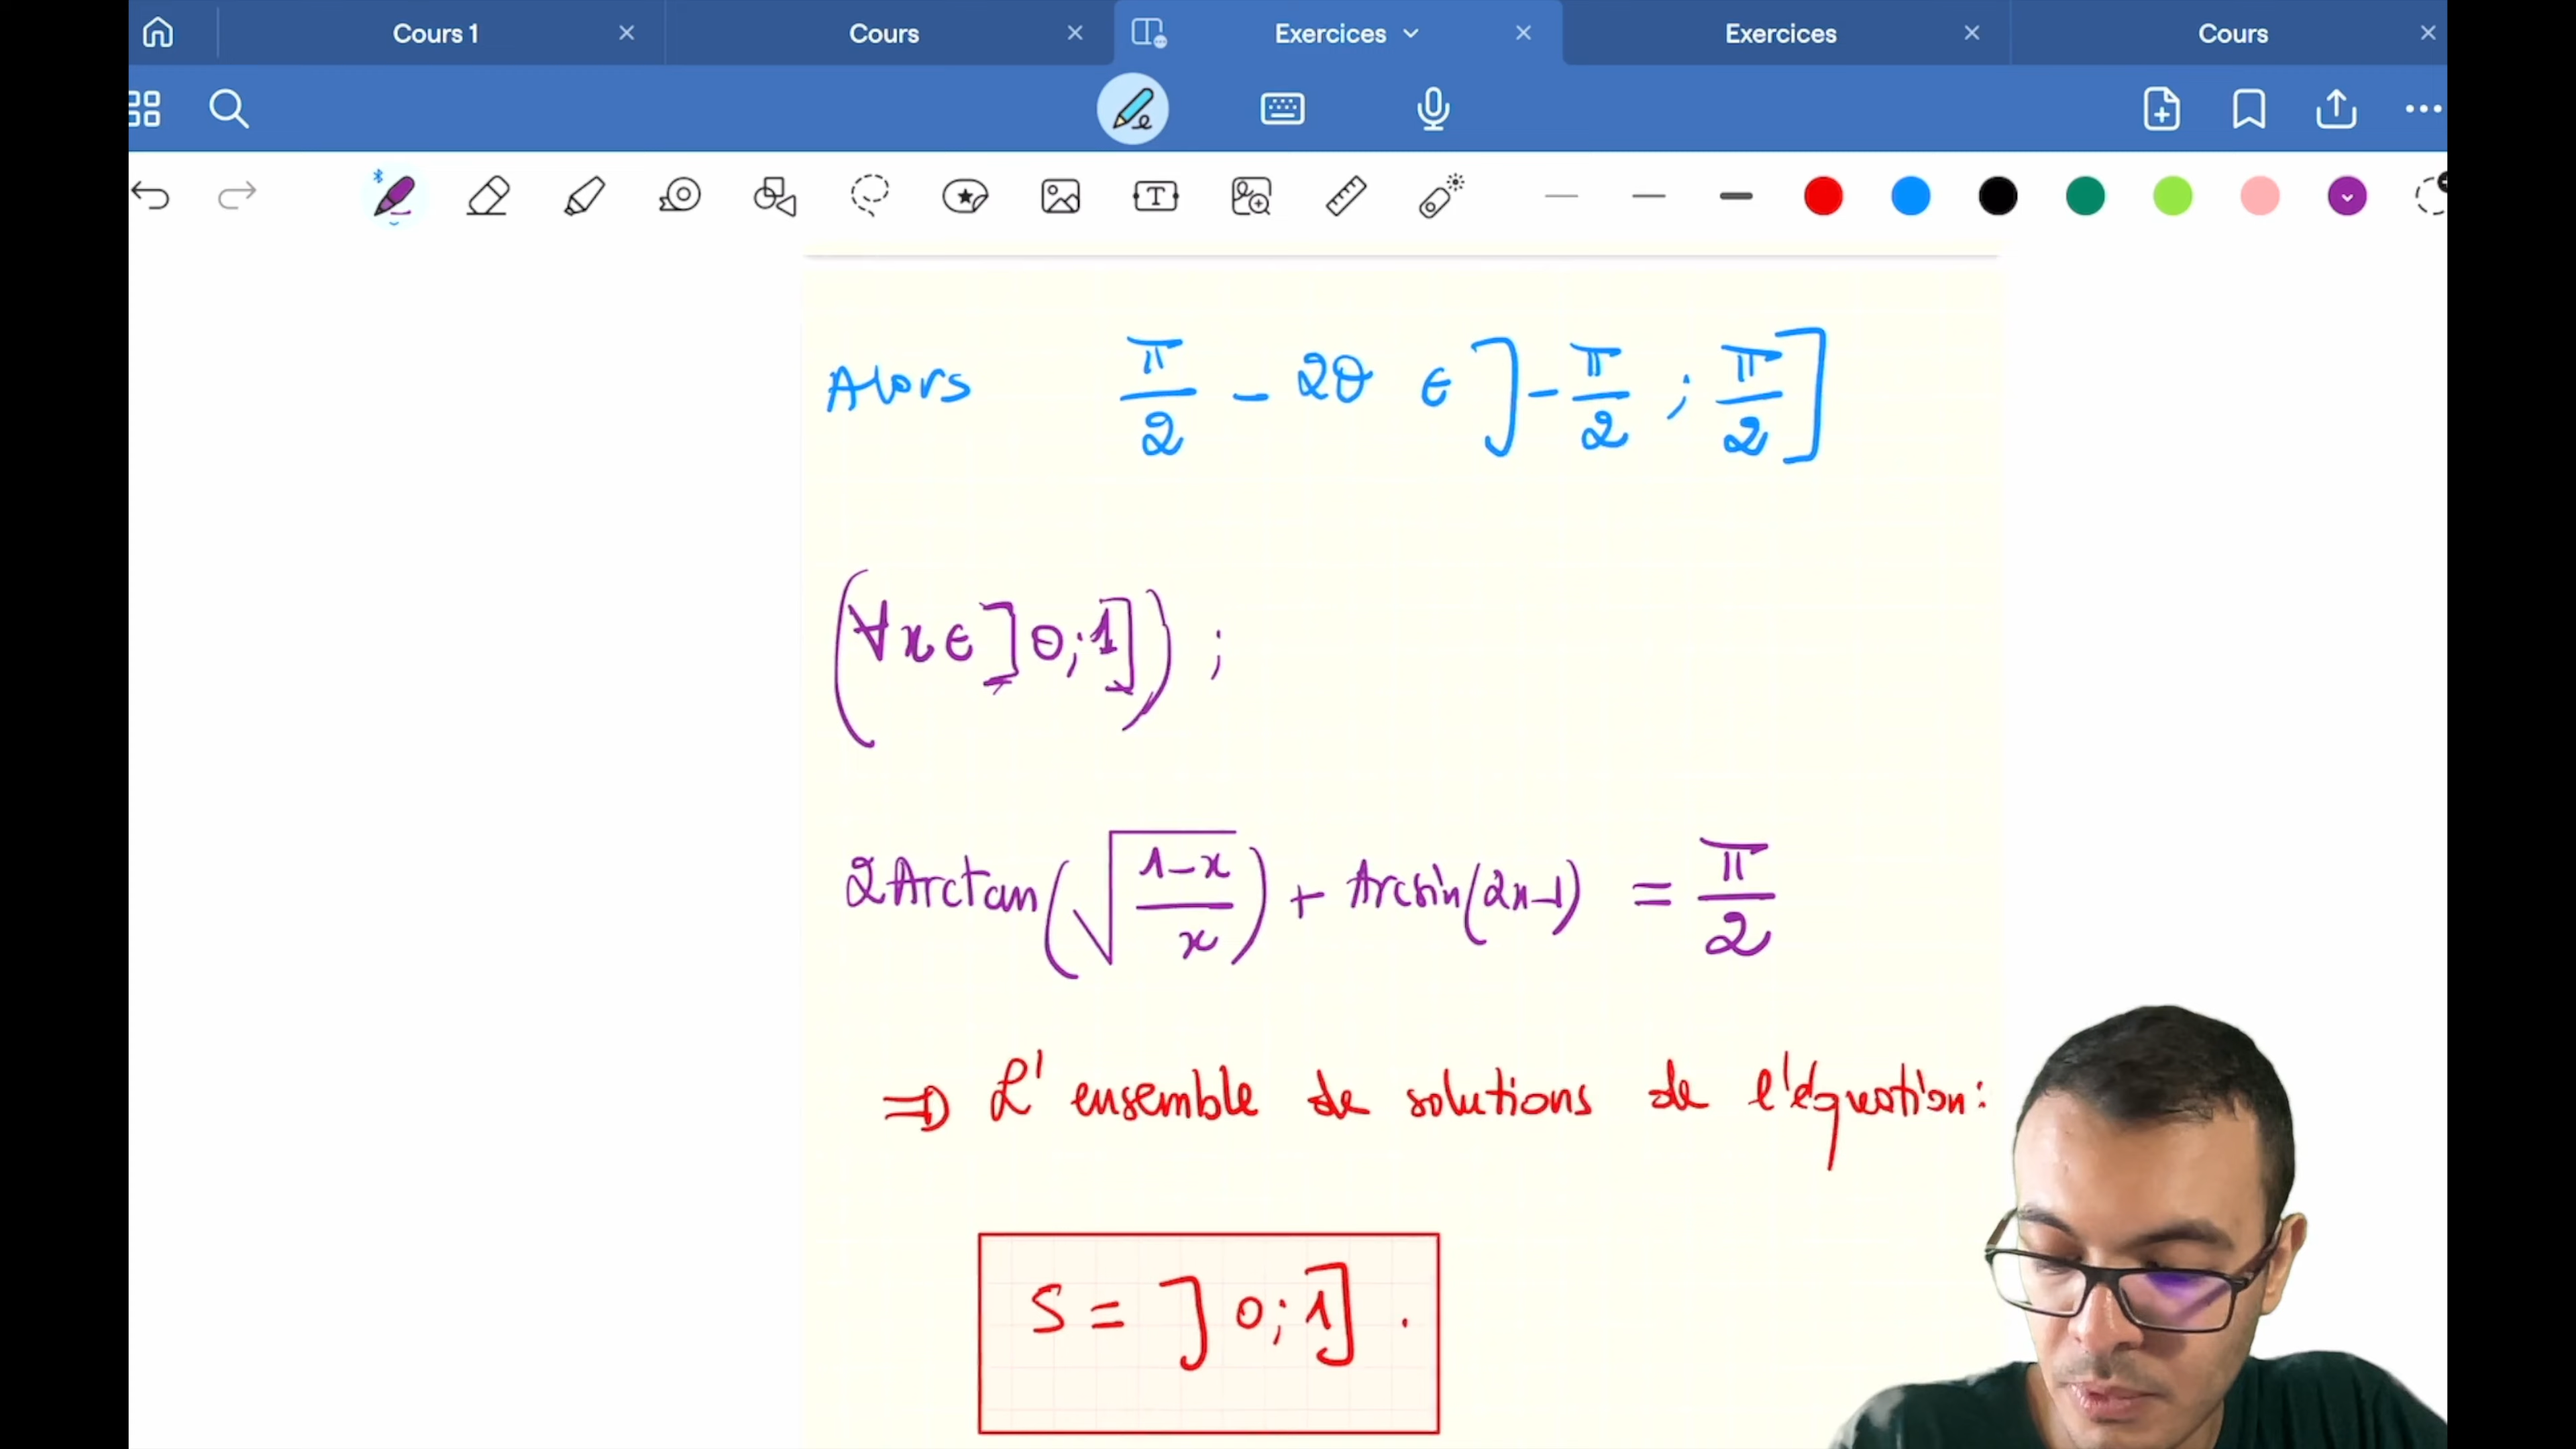 Cours 1 Cours Exercices Exercices Cours
Alors π/2 - 2θ ∈ ]-π/2 ; π/2]
(∀x ∈ ]0;1]) ;
2Arctan(√((1-x)/x)) + Arcsin(2x-1) = π/2
⇒ L'ensemble de solutions de l'équation:
S = ]0;1] .